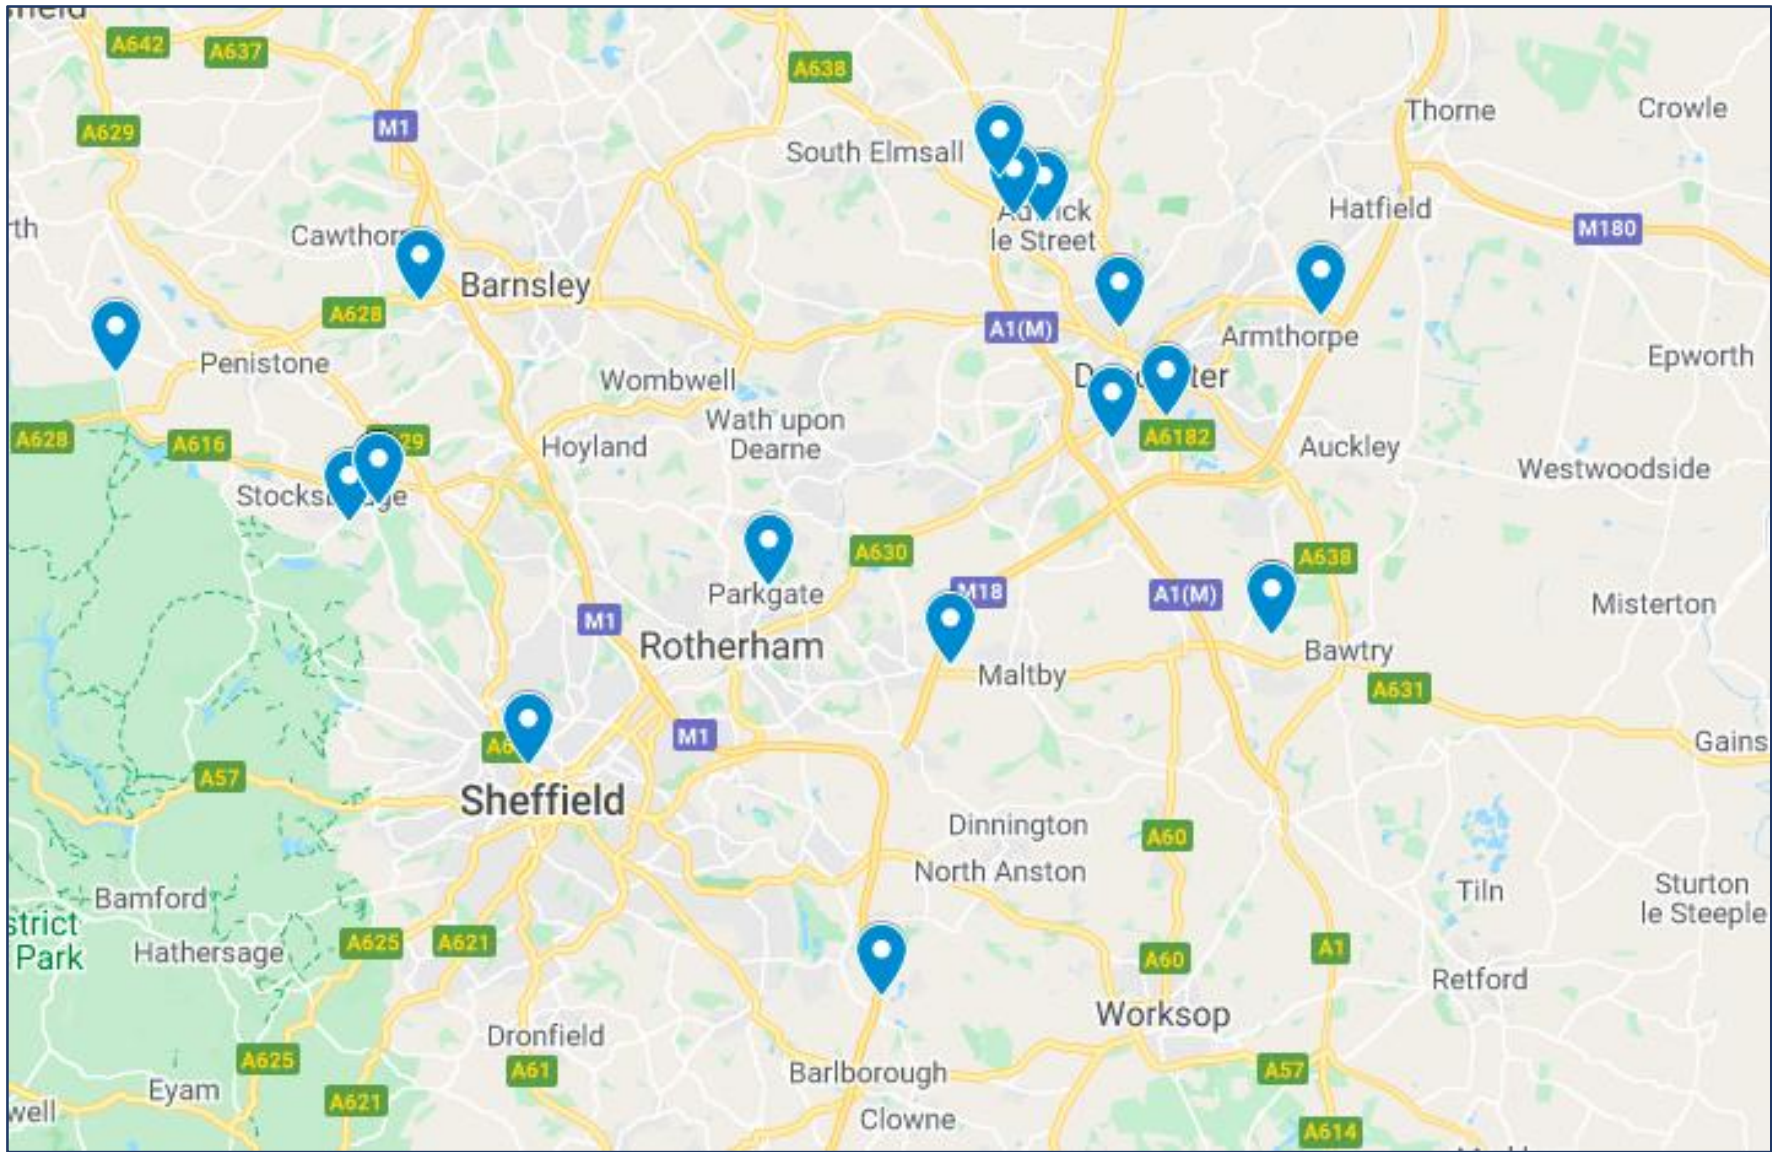 A642
A637
A638
A629
M1
Thorne
Crowle
South Elmsall
Hatfield
le Street
M180
Barnsley
A628
A1(M)
Armthorpe
Epworth
Penistone
Wombwell
Wath upon
Dearne
A628
A616
Hoyland
A6182
Auckley
Westwoodside
A630
A638
Parkgate
M18
A1(M)
Misterton
M1
Rotherham
Maltby
Bawtry
A631
M1
Gains
A57
Sheffield
Dinnington
A60
North Anston
Bamford
Tiln
Sturton
le Steeple
strict
Park
Hathersage
A625
A621
A60
A1
Retford
Worksop
Dronfield
A625
A61
Barlborough
A57
Eyam
A621
well
Clowne
A614